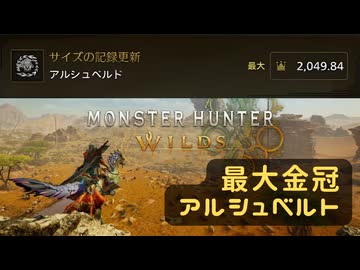 サイズの記録更新
アルシュベルド
最大 2,049.84
MONSTER HUNTER
WILDS
最大金冠
アルシュベルト